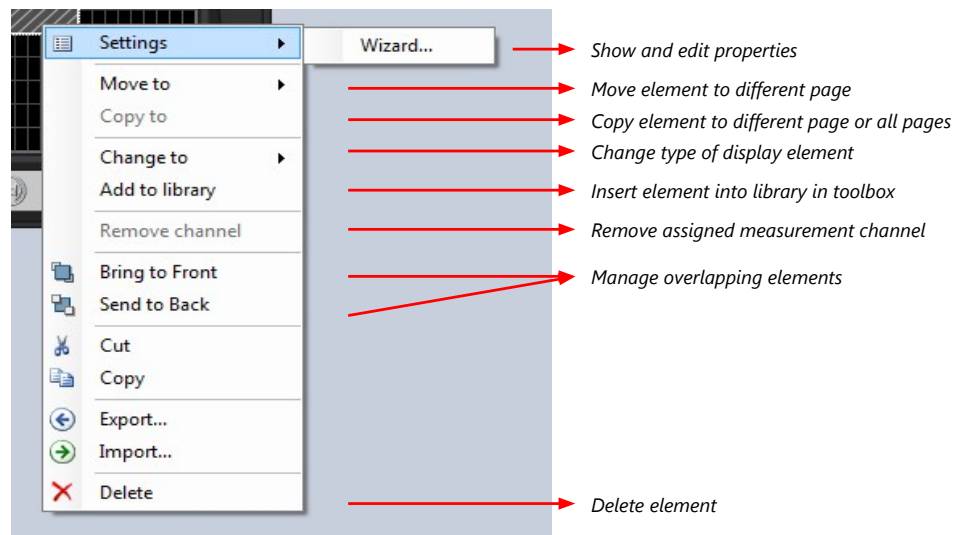 Settings
Wizard...
Show and edit properties
Move to
Move element to different page
Copy to
Copy element to different page or all pages
Change to
Change type of display element
Add to library
Insert element into library in toolbox
Remove channel
Remove assigned measurement channel
Bring to Front
Manage overlapping elements
Send to Back
Cut
Copy
Export...
Import...
Delete
Delete element